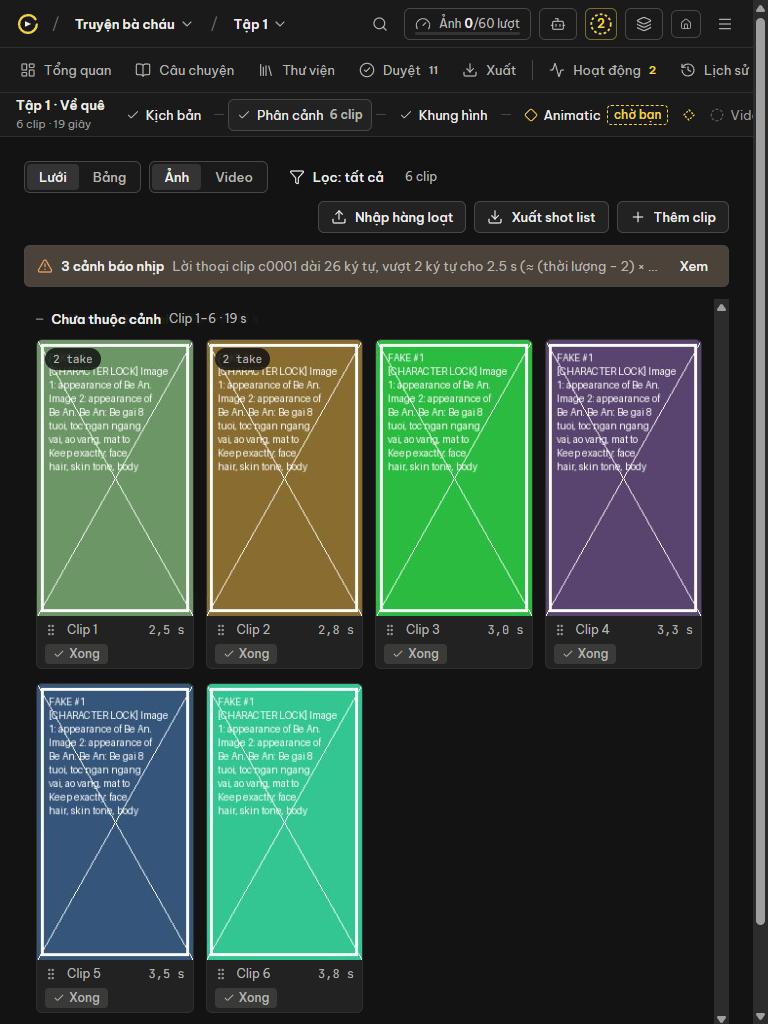 / Truyện bà cháu / Tập 1 Ảnh 0/60 lượt 2
Tổng quan Câu chuyện Thư viện Duyệt 11 Xuất Hoạt động 2 Lịch sử
Tập 1 · Về quê
6 clip · 19 giây
Kịch bản Phân cảnh 6 clip Khung hình Animatic chờ bạn
Lưới Bảng Ảnh Video Lọc: tất cả 6 clip
Nhập hàng loạt Xuất shot list Thêm clip
3 cảnh báo nhịp Lời thoại clip c0001 dài 26 ký tự, vượt 2 ký tự cho 2.5 s (≈ (thời lượng − 2) × … Xem
Chưa thuộc cảnh Clip 1–6 · 19 s
2 take
[CHARACTER LOCK] Image
1: appearance of Be An.
Image 2: appearance of
Be An. Be An: Be gai 8
tuoi, toc ngan ngang
vai, ao vang, mat to
Keep exactly: face,
hair, skin tone, body
Clip 1 2,5 s
Xong
2 take
[CHARACTER LOCK] Image
1: appearance of Be An.
Image 2: appearance of
Be An. Be An: Be gai 8
tuoi, toc ngan ngang
vai, ao vang, mat to
Keep exactly: face,
hair, skin tone, body
Clip 2 2,8 s
Xong
FAKE #1
[CHARACTER LOCK] Image
1: appearance of Be An.
Image 2: appearance of
Be An. Be An: Be gai 8
tuoi, toc ngan ngang
vai, ao vang, mat to
Keep exactly: face,
hair, skin tone, body
Clip 3 3,0 s
Xong
FAKE #1
[CHARACTER LOCK] Image
1: appearance of Be An.
Image 2: appearance of
Be An. Be An: Be gai 8
tuoi, toc ngan ngang
vai, ao vang, mat to
Keep exactly: face,
hair, skin tone, body
Clip 4 3,3 s
Xong
FAKE #1
[CHARACTER LOCK] Image
1: appearance of Be An.
Image 2: appearance of
Be An. Be An: Be gai 8
tuoi, toc ngan ngang
vai, ao vang, mat to
Keep exactly: face,
hair, skin tone, body
Clip 5 3,5 s
Xong
FAKE #1
[CHARACTER LOCK] Image
1: appearance of Be An.
Image 2: appearance of
Be An. Be An: Be gai 8
tuoi, toc ngan ngang
vai, ao vang, mat to
Keep exactly: face,
hair, skin tone, body
Clip 6 3,8 s
Xong